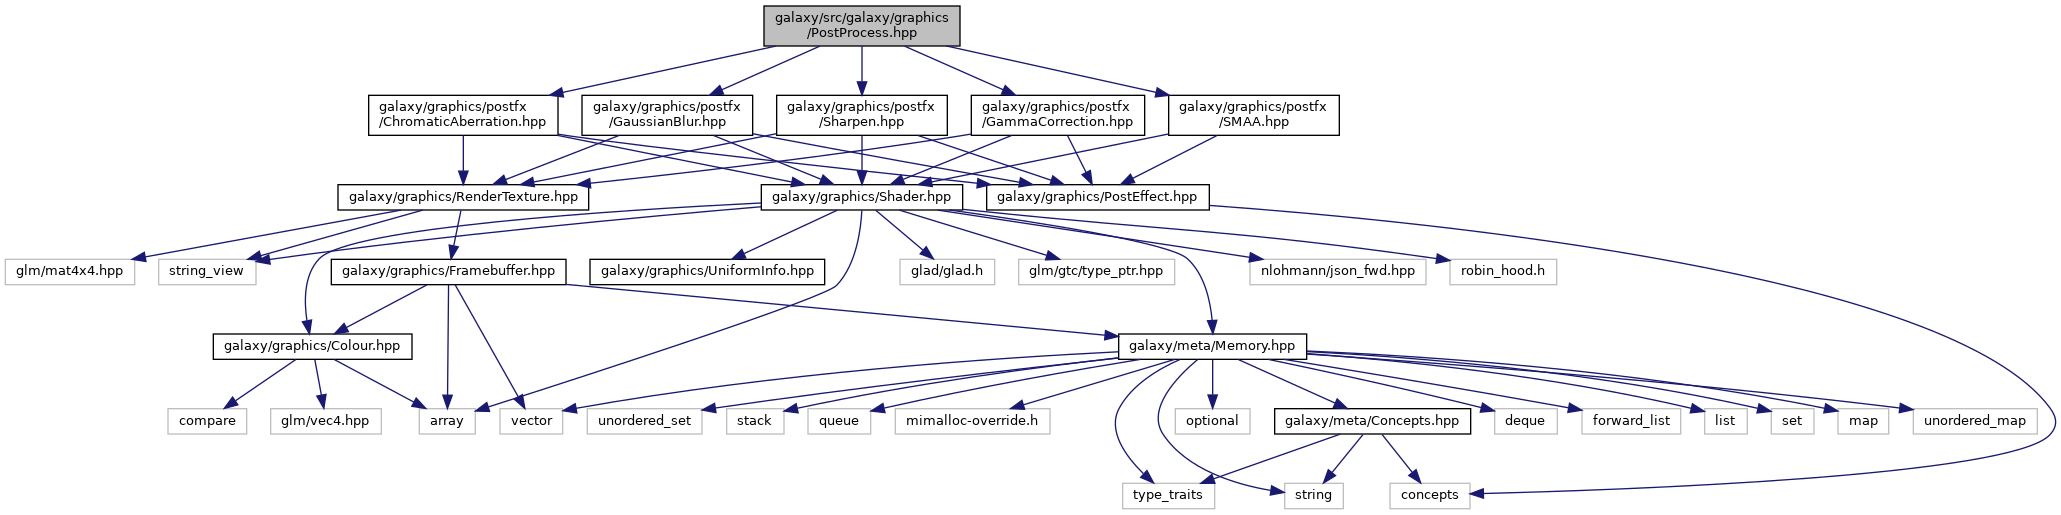 galaxy/src/galaxy/graphics
/PostProcess.hpp
galaxy/graphics/postfx
/ChromaticAberration.hpp
galaxy/graphics/postfx
/GaussianBlur.hpp
galaxy/graphics/postfx
/Sharpen.hpp
galaxy/graphics/postfx
/GammaCorrection.hpp
galaxy/graphics/postfx
/SMAA.hpp
galaxy/graphics/RenderTexture.hpp
galaxy/graphics/Shader.hpp
galaxy/graphics/PostEffect.hpp
glm/mat4x4.hpp
string_view
galaxy/graphics/Framebuffer.hpp
galaxy/graphics/UniformInfo.hpp
glad/glad.h
glm/gtc/type_ptr.hpp
nlohmann/json_fwd.hpp
robin_hood.h
galaxy/graphics/Colour.hpp
galaxy/meta/Memory.hpp
compare
glm/vec4.hpp
array
vector
unordered_set
stack
queue
mimalloc-override.h
optional
galaxy/meta/Concepts.hpp
deque
forward_list
list
set
map
unordered_map
type_traits
string
concepts